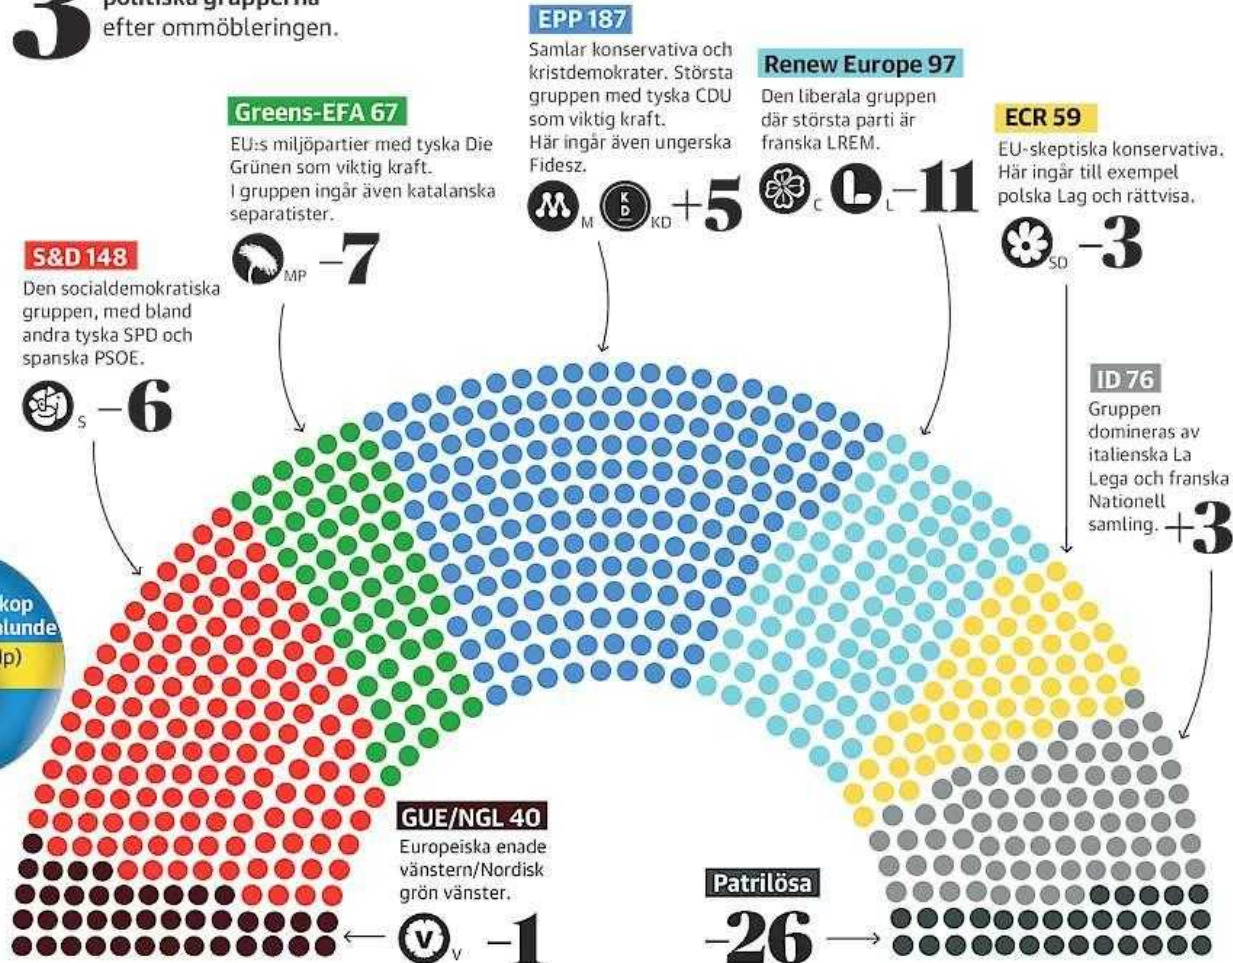 3
politiska grupperna
efter ommöbleringen.
EPP 187
Samlar konservativa och
kristdemokrater. Största
gruppen med tyska CDU
som viktig kraft.
Här ingår även ungerska
Fidesz.
M KD +5
Renew Europe 97
Den liberala gruppen
där största parti är
franska LREM.
C L –11
ECR 59
EU-skeptiska konservativa.
Här ingår till exempel
polska Lag och rättvisa.
SD –3
Greens-EFA 67
EU:s miljöpartier med tyska Die
Grünen som viktig kraft.
I gruppen ingår även katalanska
separatister.
MP –7
S&D 148
Den socialdemokratiska
gruppen, med bland
andra tyska SPD och
spanska PSOE.
S –6
ID 76
Gruppen
domineras av
italienska La
Lega och franska
Nationell
samling. +3
GUE/NGL 40
Europeiska enade
vänstern/Nordisk
grön vänster.
V V –1
Patrilösa
–26